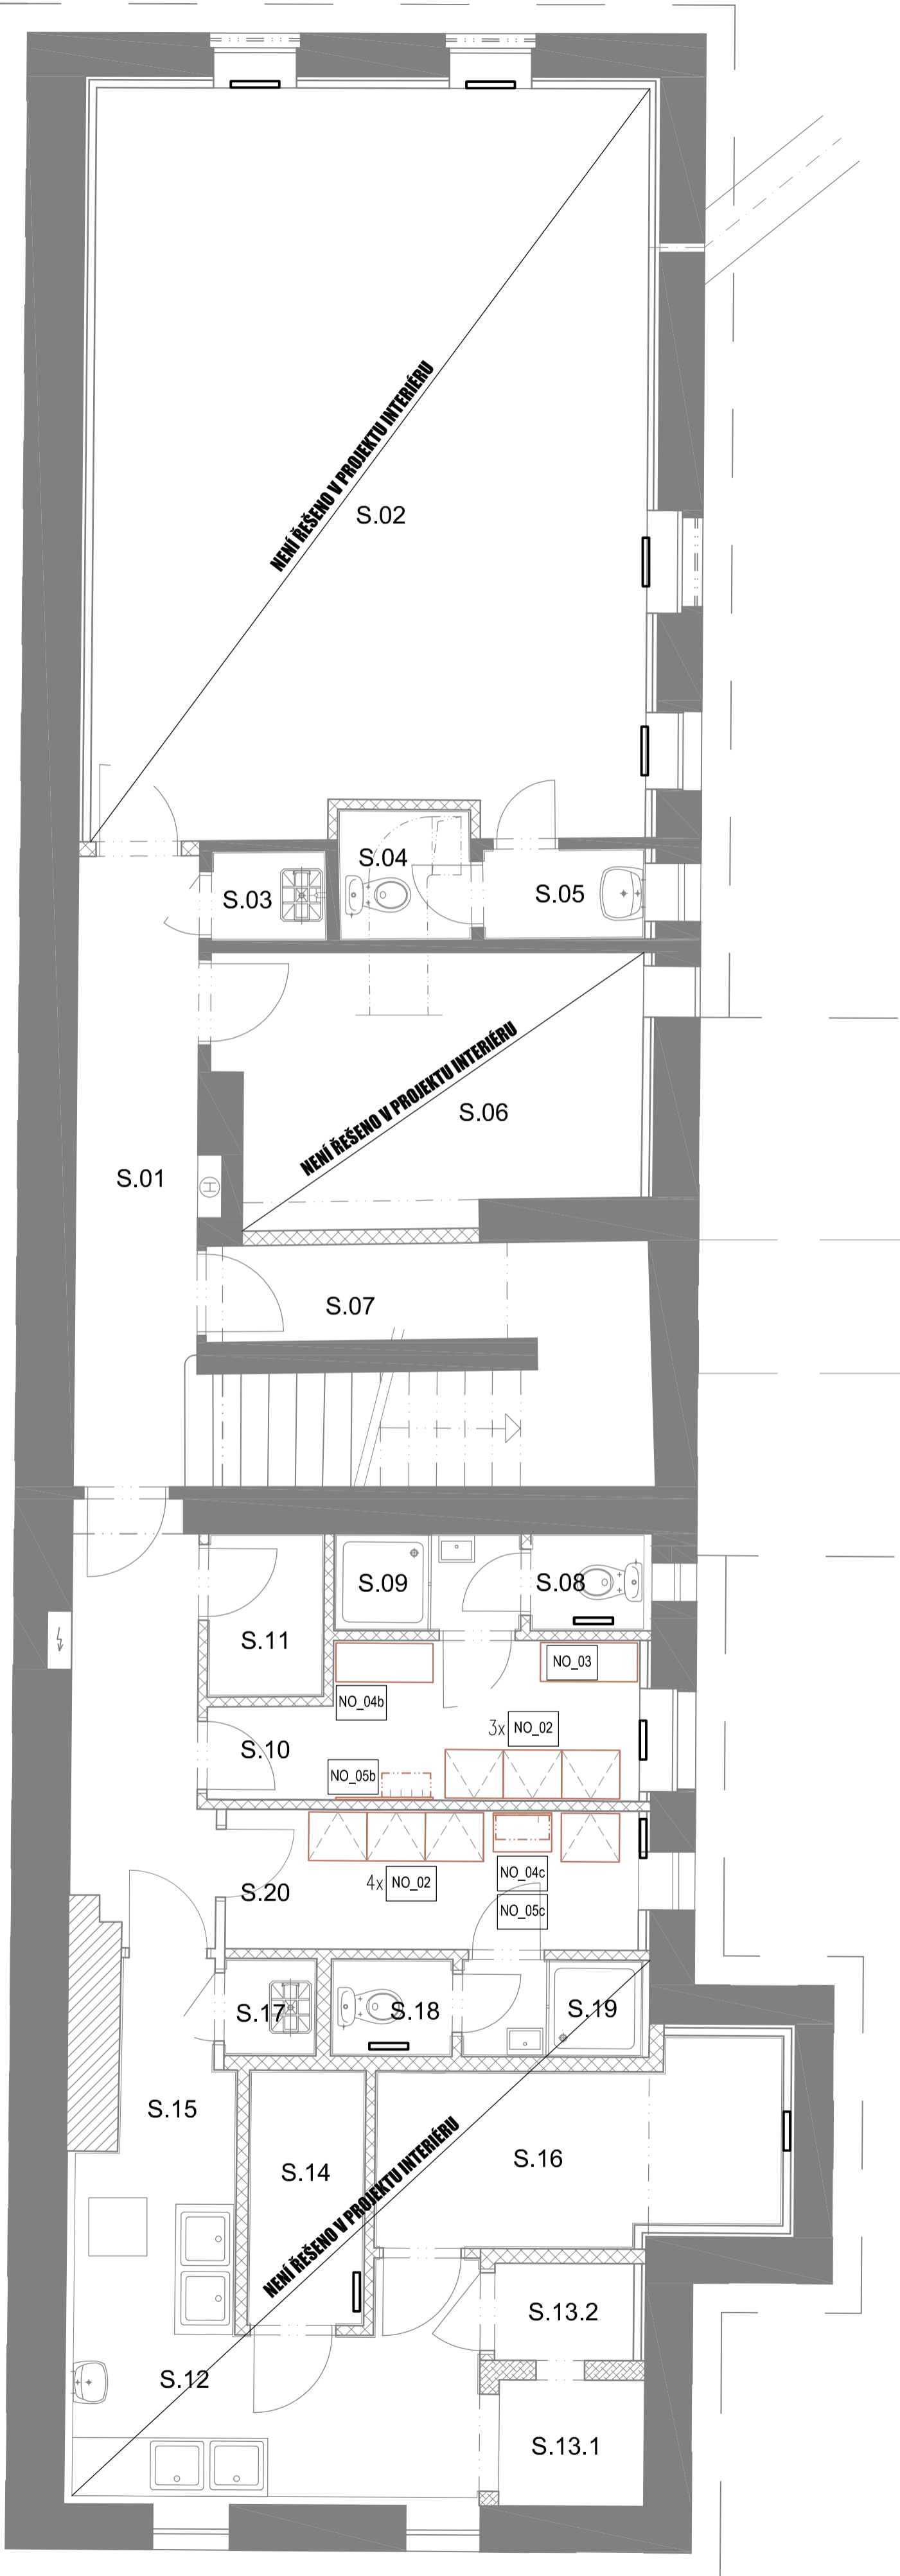 NENÍ ŘEŠENO V PROJEKTU INTERIÉRU
S.02
S.04
S.03
S.05
NENÍ ŘEŠENO V PROJEKTU INTERIÉRU
S.06
S.01
H
S.07
S.09
S.08
S.11
NO_03
NO_04b
3x NO_02
S.10
NO_05b
4x NO_02
NO_04c
S.20
NO_05c
S.17
S.18
S.19
S.15
S.14
S.16
NENÍ ŘEŠENO V PROJEKTU INTERIÉRU
S.13.2
S.12
S.13.1